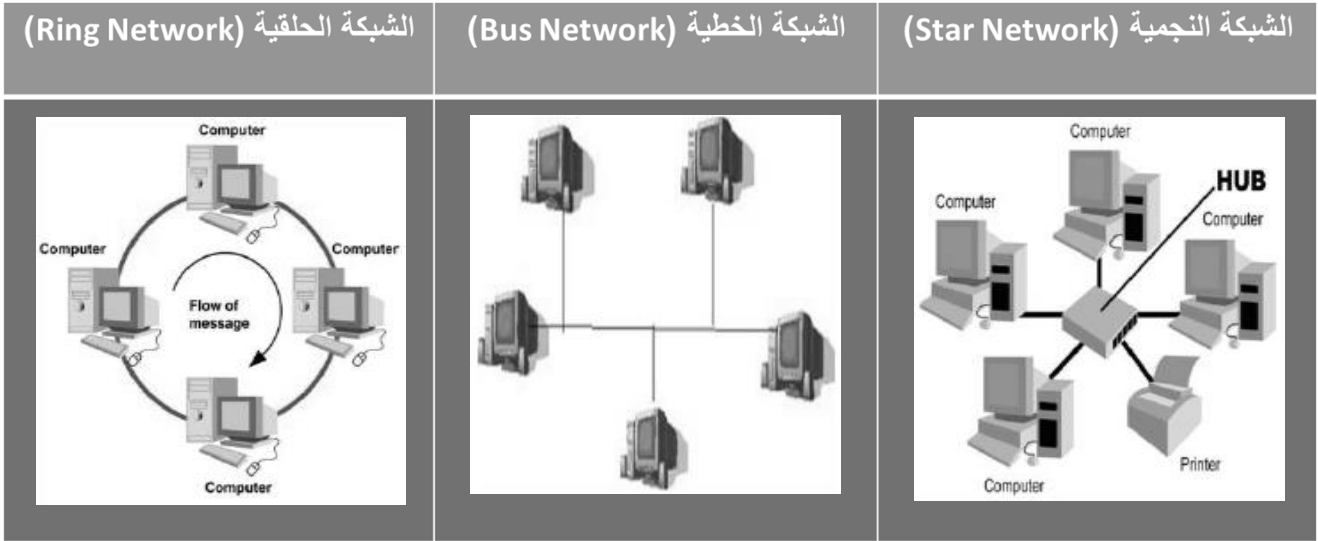 الشبكة النجمية (Star Network)
الشبكة الخطية (Bus Network)
الشبكة الحلقية (Ring Network)
Computer
HUB
Computer
Computer
Printer
Computer
Computer
Computer
Computer
Flow of
message
Computer